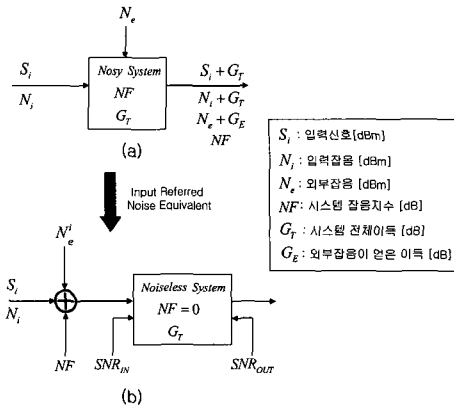 N_e
S_i
N_i
Nosy System
NF
G_T
S_i + G_T
N_i + G_T
N_e + G_E
NF
(a)
Input Referred
Noise Equivalent
S_i : 입력신호 [dBm]
N_i : 입력잡음 [dBm]
N_e : 외부잡음 [dBm]
NF : 시스템 잡음지수 [dB]
G_T : 시스템 전체이득 [dB]
G_E : 외부잡음이 얻은 이득 [dB]
N_e^i
S_i
N_i
NF
Noiseless System
NF = 0
G_T
SNR_IN
SNR_OUT
(b)